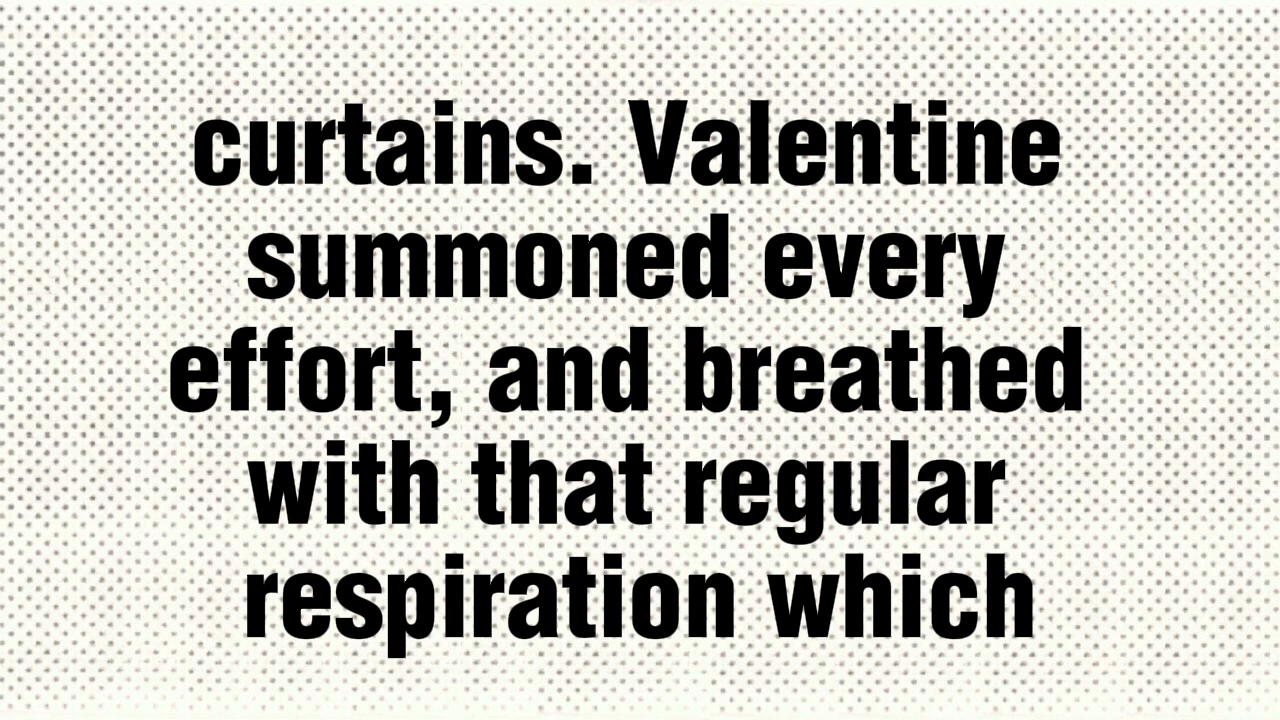 curtains. Valentine
summoned every
effort, and breathed
with that regular
respiration which